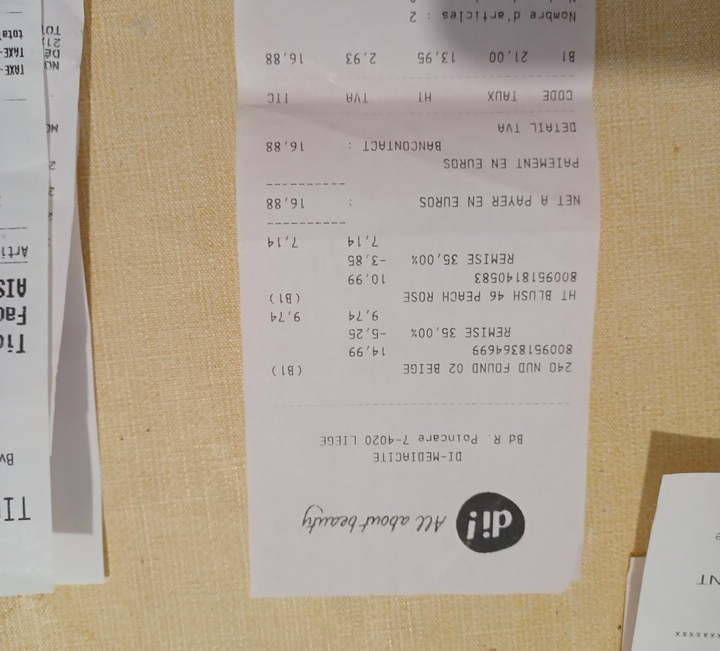 di!
All about beauty
DI-MEDIACITE
Bd R. Poincare 7-4020 LIEGE
24O NUD FOUND 02 BEIGE (B1)
8009518364699 14,99
REMISE 35,00% -5,25
9,74 9,74
HT BLUSH 46 PEACH ROSE (B1)
8009518140583 10,99
REMISE 35,00% -3,85
7,14 7,14
NET A PAYER EN EUROS : 16,88
PAIEMENT EN EUROS
BANCONTACT : 16,88
DETAIL TVA
CODE TAUX HT TVA TTC
B1 21,00 13,95 2,93 16,88
Nombre d'articles : 2